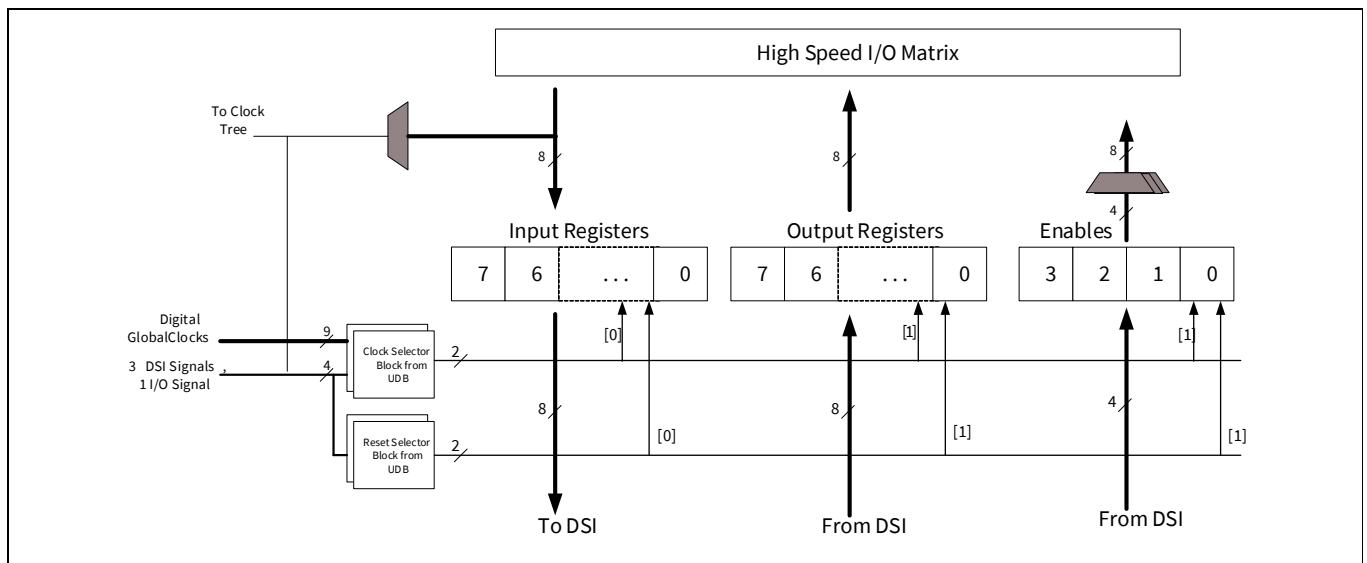 High Speed I/O Matrix
To Clock
Tree
8
8
8
4
Input Registers
Output Registers
Enables
7 6 ... 0
7 6 ... 0
3 2 1 0
[0]
[1]
[1]
Digital
GlobalClocks
9
3 DSI Signals ,
1 I/O Signal
4
Clock Selector
Block from
UDB
2
8
8
4
Reset Selector
Block from
UDB
2
[0]
[1]
[1]
To DSI
From DSI
From DSI